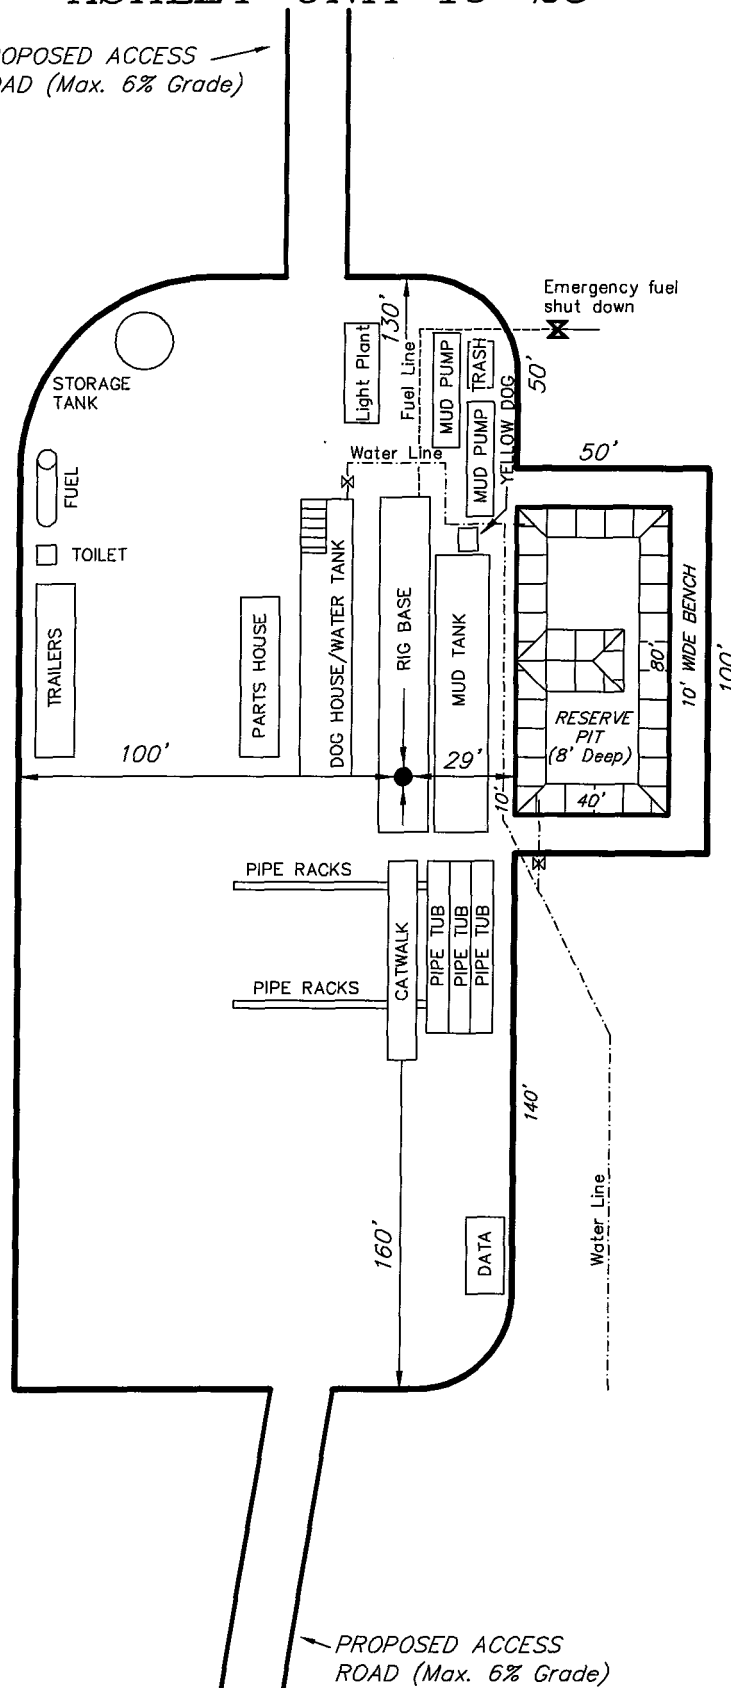 ACCESS
(Max. 6% Grade)
Emergency fuel
shut down
130'
Light Plant
Fuel Line
MUD PUMP
TRASH
50'
STORAGE
TANK
MUD PUMP
YELLOW DOG
Water Line
50'
FUEL
TOILET
TRAILERS
PARTS HOUSE
DOG HOUSE/WATER TANK
RIG BASE
MUD TANK
80'
10' WIDE BENCH
100'
RESERVE
PIT
(8' Deep)
100'
29'
10'
40'
PIPE RACKS
CATWALK
PIPE TUB
PIPE TUB
PIPE TUB
PIPE RACKS
140'
160'
DATA
Water Line
PROPOSED ACCESS
ROAD (Max. 6% Grade)